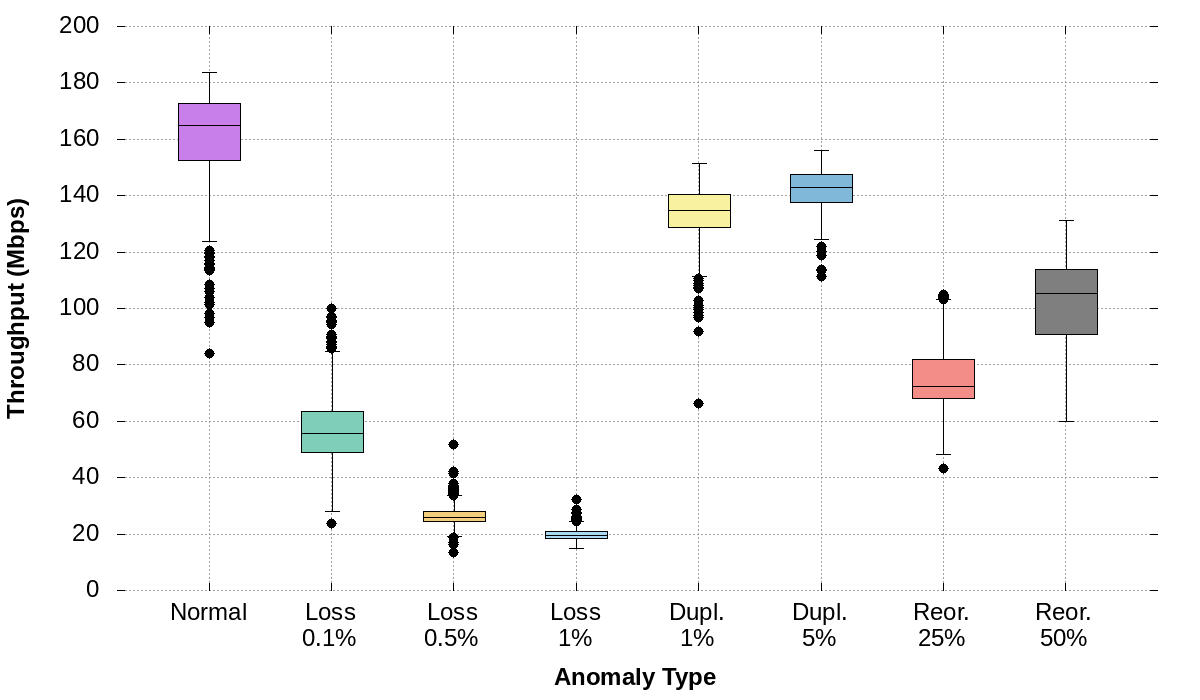 200
180
160
140
120
100
80
60
40
20
0
Throughput (Mbps)
Normal
Loss 0.1%
Loss 0.5%
Loss 1%
Dupl. 1%
Dupl. 5%
Reor. 25%
Reor. 50%
Anomaly Type